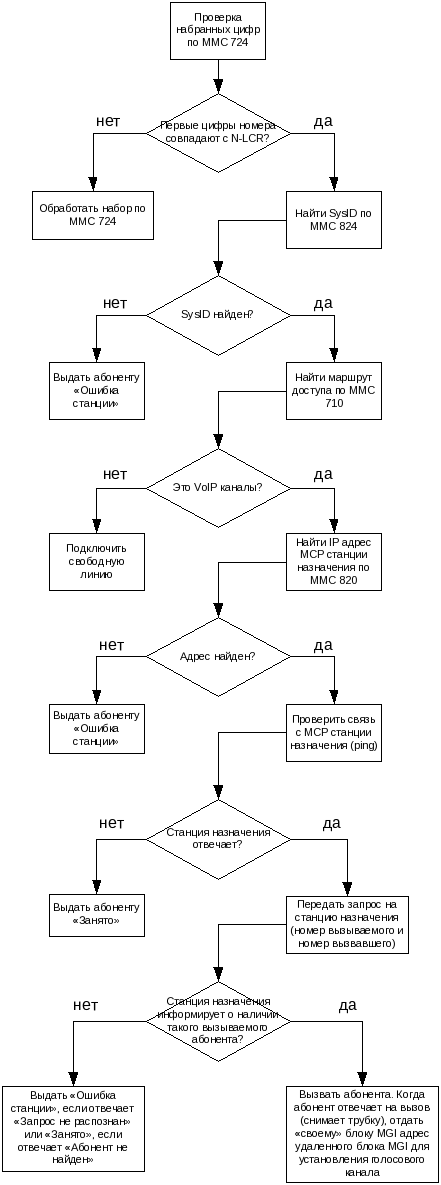 Проверка
набранных цифр
по ММС 724
Первые цифры номера
совпадают с N-LCR?
нет
да
Обработать набор по
ММС 724
Найти SysID по
ММС 824
SysID найден?
нет
да
Выдать абоненту
«Ошибка
станции»
Найти маршрут
доступа по ММС
710
Это VoIP каналы?
нет
да
Подключить
свободную
линию
Найти IP адрес
MCP станции
назначения по
ММС 820
Адрес найден?
нет
да
Выдать абоненту
«Ошибка
станции»
Проверить связь
с MCP станции
назначения (ping)
Станция назначения
отвечает?
нет
да
Выдать абоненту
«Занято»
Передать запрос на
станцию назначения
(номер вызываемого и
номер вызвавшего)
Станция назначения
информирует о наличии
такого вызываемого
абонента?
нет
да
Выдать «Ошибка
станции», если отвечает
«Запрос не распознан»
или «Занято», если
отвечает «Абонент не
найден»
Вызвать абонента. Когда
абонент отвечает на вызов
(снимает трубку), отдать
«своему» блоку MGI адрес
удаленного блока MGI для
установления голосового
канала